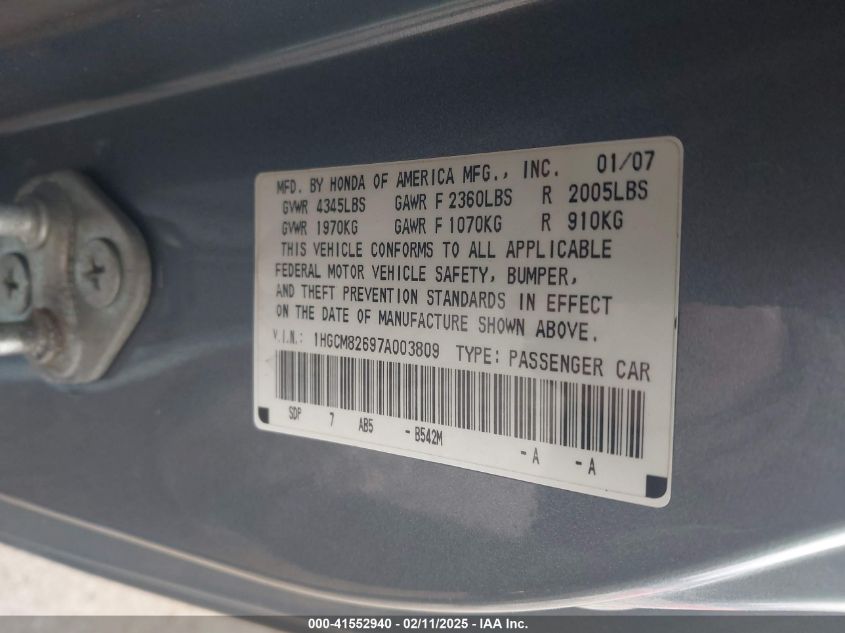 MFD. BY HONDA OF AMERICA MFG., INC. 01/07
GVWR 4345LBS GAWR F 2360LBS R 2005LBS
GVWR 1970KG GAWR F 1070KG R 910KG
THIS VEHICLE CONFORMS TO ALL APPLICABLE
FEDERAL MOTOR VEHICLE SAFETY, BUMPER,
AND THEFT PREVENTION STANDARDS IN EFFECT
ON THE DATE OF MANUFACTURE SHOWN ABOVE.
V.I.N.: 1HGCM82697A003809 TYPE: PASSENGER CAR
SDP 7 AB5 - B542M - A - A
000-41552940 - 02/11/2025 - IAA Inc.